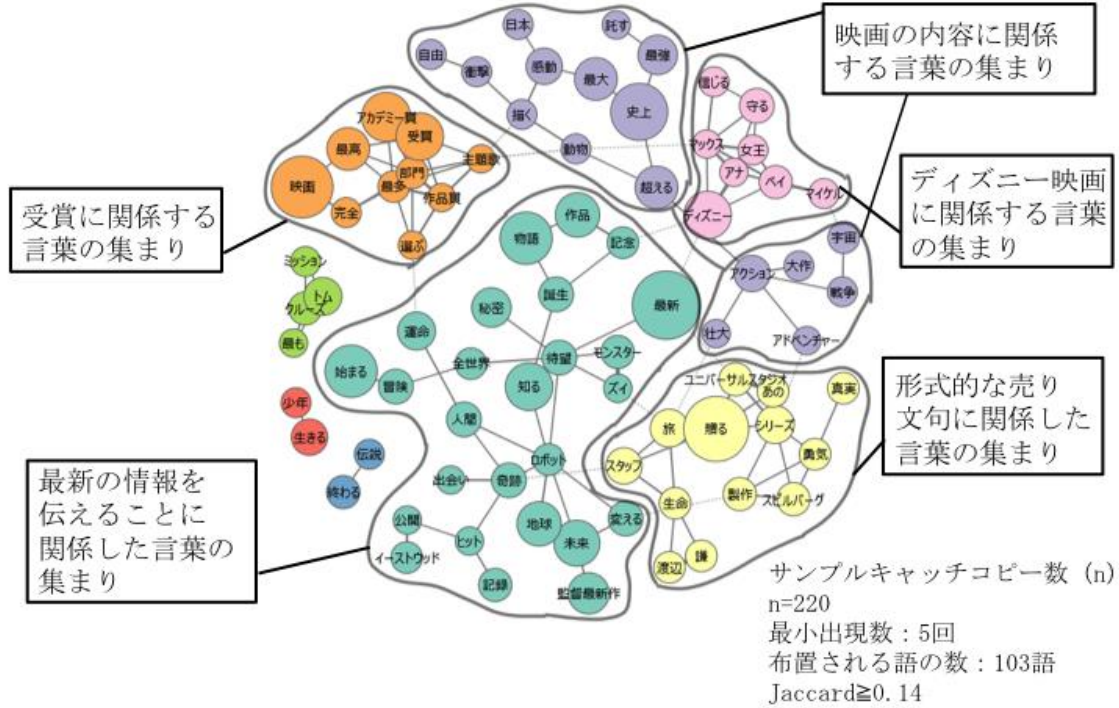 映画の内容に関係
する言葉の集まり
ディズニー映画
に関係する言葉
の集まり
受賞に関係する
言葉の集まり
形式的な売り
文句に関係した
言葉の集まり
最新の情報を
伝えることに
関係した言葉の
集まり
日本
託す
自由
衝撃
感動
最大
最強
史上
描く
動物
超える
信じる
守る
マックス
女王
アナ
ベイ
マイケル
ディズニー
アカデミー賞
受賞
最高
部門
主題歌
映画
最多
作品賞
完全
選ぶ
宇宙
アクション
大作
戦争
壮大
アドベンチャー
作品
物語
記念
誕生
秘密
最新
運命
待望
モンスター
始まる
冒険
全世界
知る
ズイ
人間
ロボット
出会い
奇跡
地球
未来
変える
公開
イーストウッド
ヒット
記録
監督最新作
ミッション
トム
クルーズ
最も
少年
生きる
伝説
終わる
ユニバーサルスタジオ
あの
真実
旅
贈る
シリーズ
勇気
スタッフ
生命
製作
スピルバーグ
渡辺
謙
サンプルキャッチコピー数 (n)
n=220
最小出現数：5回
布置される語の数：103語
Jaccard≧0.14